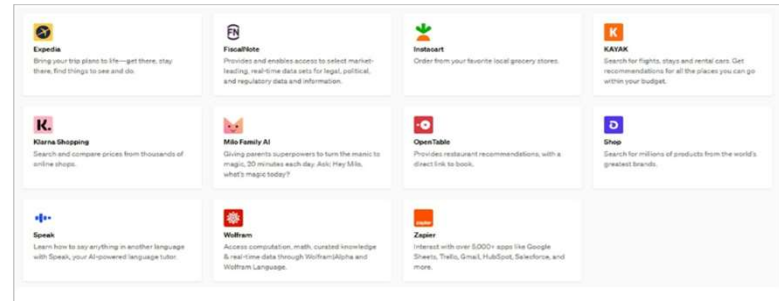 Expedia
Bring your trip plans to life—get there, stay
there, find things to see and do.
FN
FiscalNote
Provides and enables access to select market-
leading, real-time data sets for legal, political,
and regulatory data and information.
Instacart
Order from your favorite local grocery stores.
K
KAYAK
Search for flights, stays and rental cars. Get
recommendations for all the places you can go
within your budget.
K.
Klarna Shopping
Search and compare prices from thousands of
online shops.
Milo Family AI
Giving parents superpowers to turn the manic to
magic, 20 minutes each day. Ask: Hey Milo,
what's magic today?
OpenTable
Provides restaurant recommendations, with a
direct link to book.
Shop
Search for millions of products from the world's
greatest brands.
Speak
Learn how to say anything in another language
with Speak, your AI-powered language tutor.
Wolfram
Access computation, math, curated knowledge
& real-time data through Wolfram|Alpha and
Wolfram Language.
zapier
Zapier
Interact with over 5,000+ apps like Google
Sheets, Trello, Gmail, HubSpot, Salesforce, and
more.